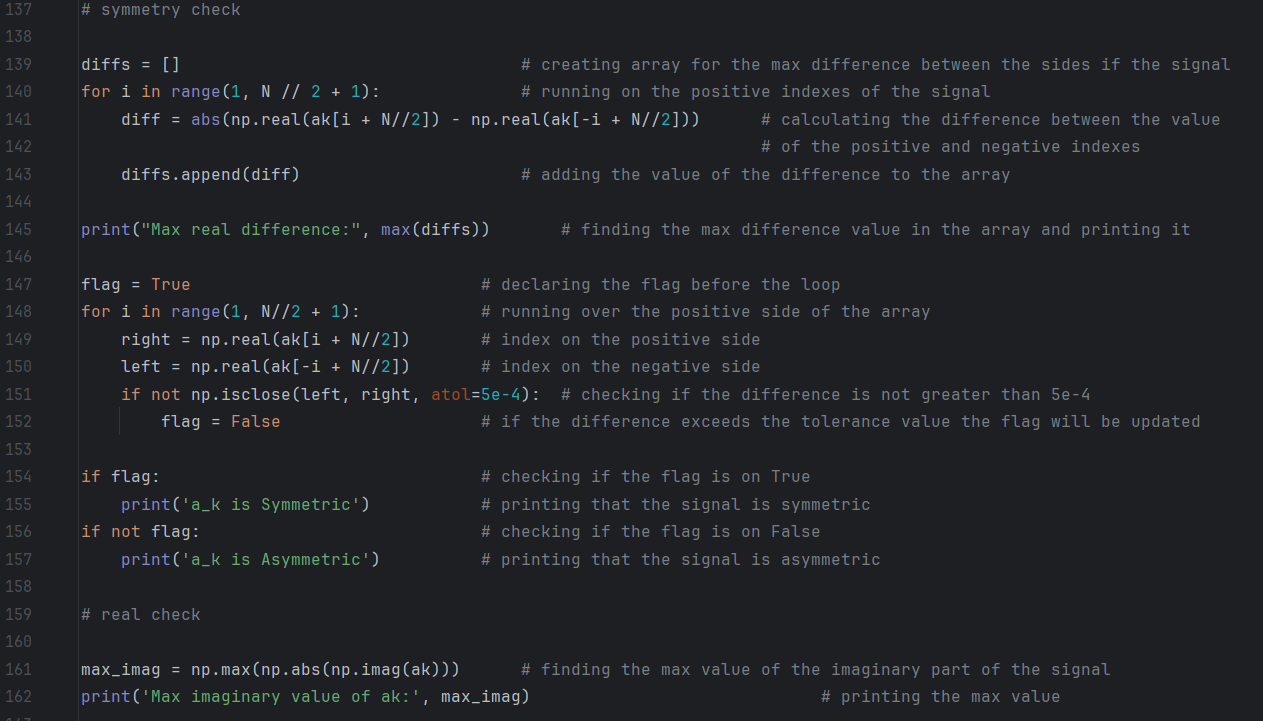 137 # symmetry check
138
139 diffs = [] # creating array for the max difference between the sides if the signal
140 for i in range(1, N // 2 + 1): # running on the positive indexes of the signal
141     diff = abs(np.real(ak[i + N//2]) - np.real(ak[-i + N//2])) # calculating the difference between the value
142 # of the positive and negative indexes
143     diffs.append(diff) # adding the value of the difference to the array
144
145 print("Max real difference:", max(diffs)) # finding the max difference value in the array and printing it
146
147 flag = True # declaring the flag before the loop
148 for i in range(1, N//2 + 1): # running over the positive side of the array
149     right = np.real(ak[i + N//2]) # index on the positive side
150     left = np.real(ak[-i + N//2]) # index on the negative side
151     if not np.isclose(left, right, atol=5e-4): # checking if the difference is not greater than 5e-4
152         flag = False # if the difference exceeds the tolerance value the flag will be updated
153
154 if flag: # checking if the flag is on True
155     print('a_k is Symmetric') # printing that the signal is symmetric
156 if not flag: # checking if the flag is on False
157     print('a_k is Asymmetric') # printing that the signal is asymmetric
158
159 # real check
160
161 max_imag = np.max(np.abs(np.imag(ak))) # finding the max value of the imaginary part of the signal
162 print('Max imaginary value of ak:', max_imag) # printing the max value